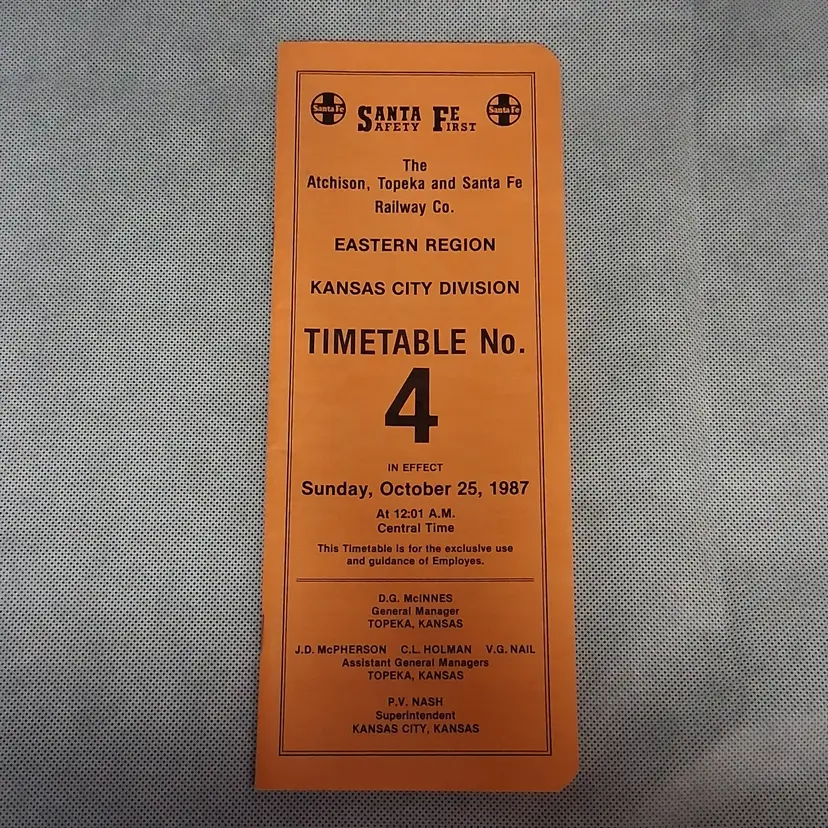 Santa Fe SANTA FE Santa Fe
SAFETY FIRST
The
Atchison, Topeka and Santa Fe
Railway Co.
EASTERN REGION
KANSAS CITY DIVISION
TIMETABLE No.
4
IN EFFECT
Sunday, October 25, 1987
At 12:01 A.M.
Central Time
This Timetable is for the exclusive use
and guidance of Employes.
D.G. McINNES
General Manager
TOPEKA, KANSAS
J.D. McPHERSON C.L. HOLMAN V.G. NAIL
Assistant General Managers
TOPEKA, KANSAS
P.V. NASH
Superintendent
KANSAS CITY, KANSAS